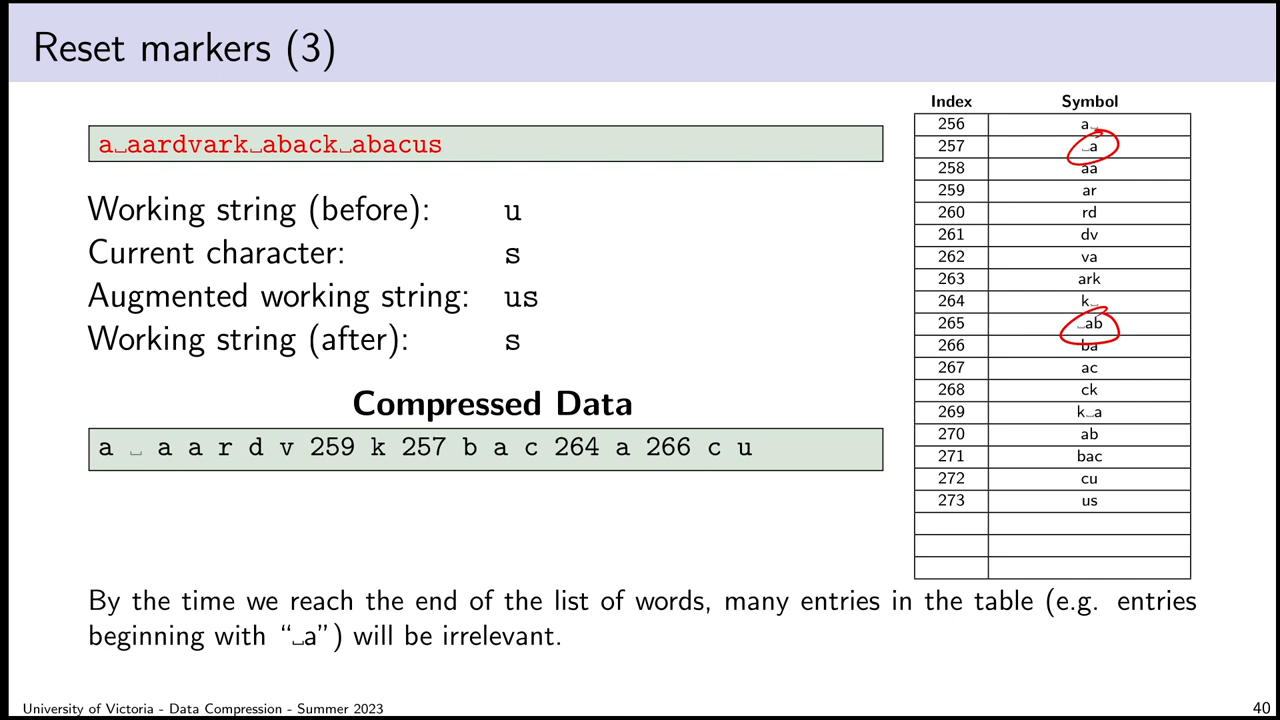 Reset markers (3)
a␣aardvark␣aback␣abacus
Working string (before): u
Current character: s
Augmented working string: us
Working string (after): s
Compressed Data
a ␣ a a r d v 259 k 257 b a c 264 a 266 c u
Index Symbol
256 a␣
257 ␣a
258 aa
259 ar
260 rd
261 dv
262 va
263 ark
264 k␣
265 ␣ab
266 ba
267 ac
268 ck
269 k␣a
270 ab
271 bac
272 cu
273 us
By the time we reach the end of the list of words, many entries in the table (e.g. entries
beginning with “␣a”) will be irrelevant.
University of Victoria - Data Compression - Summer 2023 40